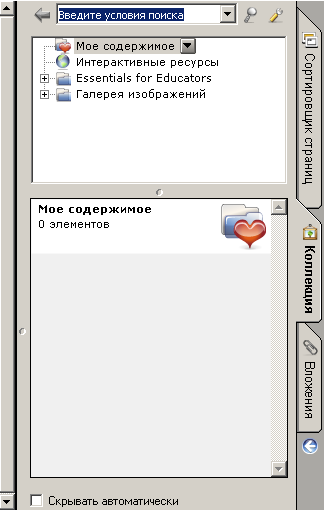 Введите условия поиска
Мое содержимое
Интерактивные ресурсы
Essentials for Educators
Галерея изображений
Мое содержимое
0 элементов
Скрывать автоматически
Сортировщик страниц
Коллекция
Вложения